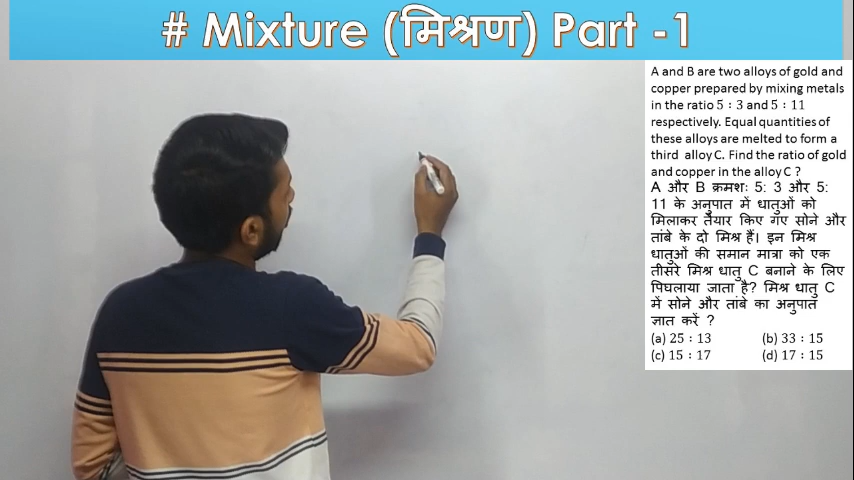 # Mixture (मिश्रण) Part -1
A and B are two alloys of gold and
copper prepared by mixing metals
in the ratio 5 : 3 and 5 : 11
respectively. Equal quantities of
these alloys are melted to form a
third alloy C. Find the ratio of gold
and copper in the alloy C ?
A और B क्रमशः 5: 3 और 5:
11 के अनुपात में धातुओं को
मिलाकर तैयार किए गए सोने और
तांबे के दो मिश्र हैं। इन मिश्र
धातुओं की समान मात्रा को एक
तीसरे मिश्र धातु C बनाने के लिए
पिघलाया जाता है? मिश्र धातु C
में सोने और तांबे का अनुपात
ज्ञात करें ?
(a) 25 : 13 (b) 33 : 15
(c) 15 : 17 (d) 17 : 15